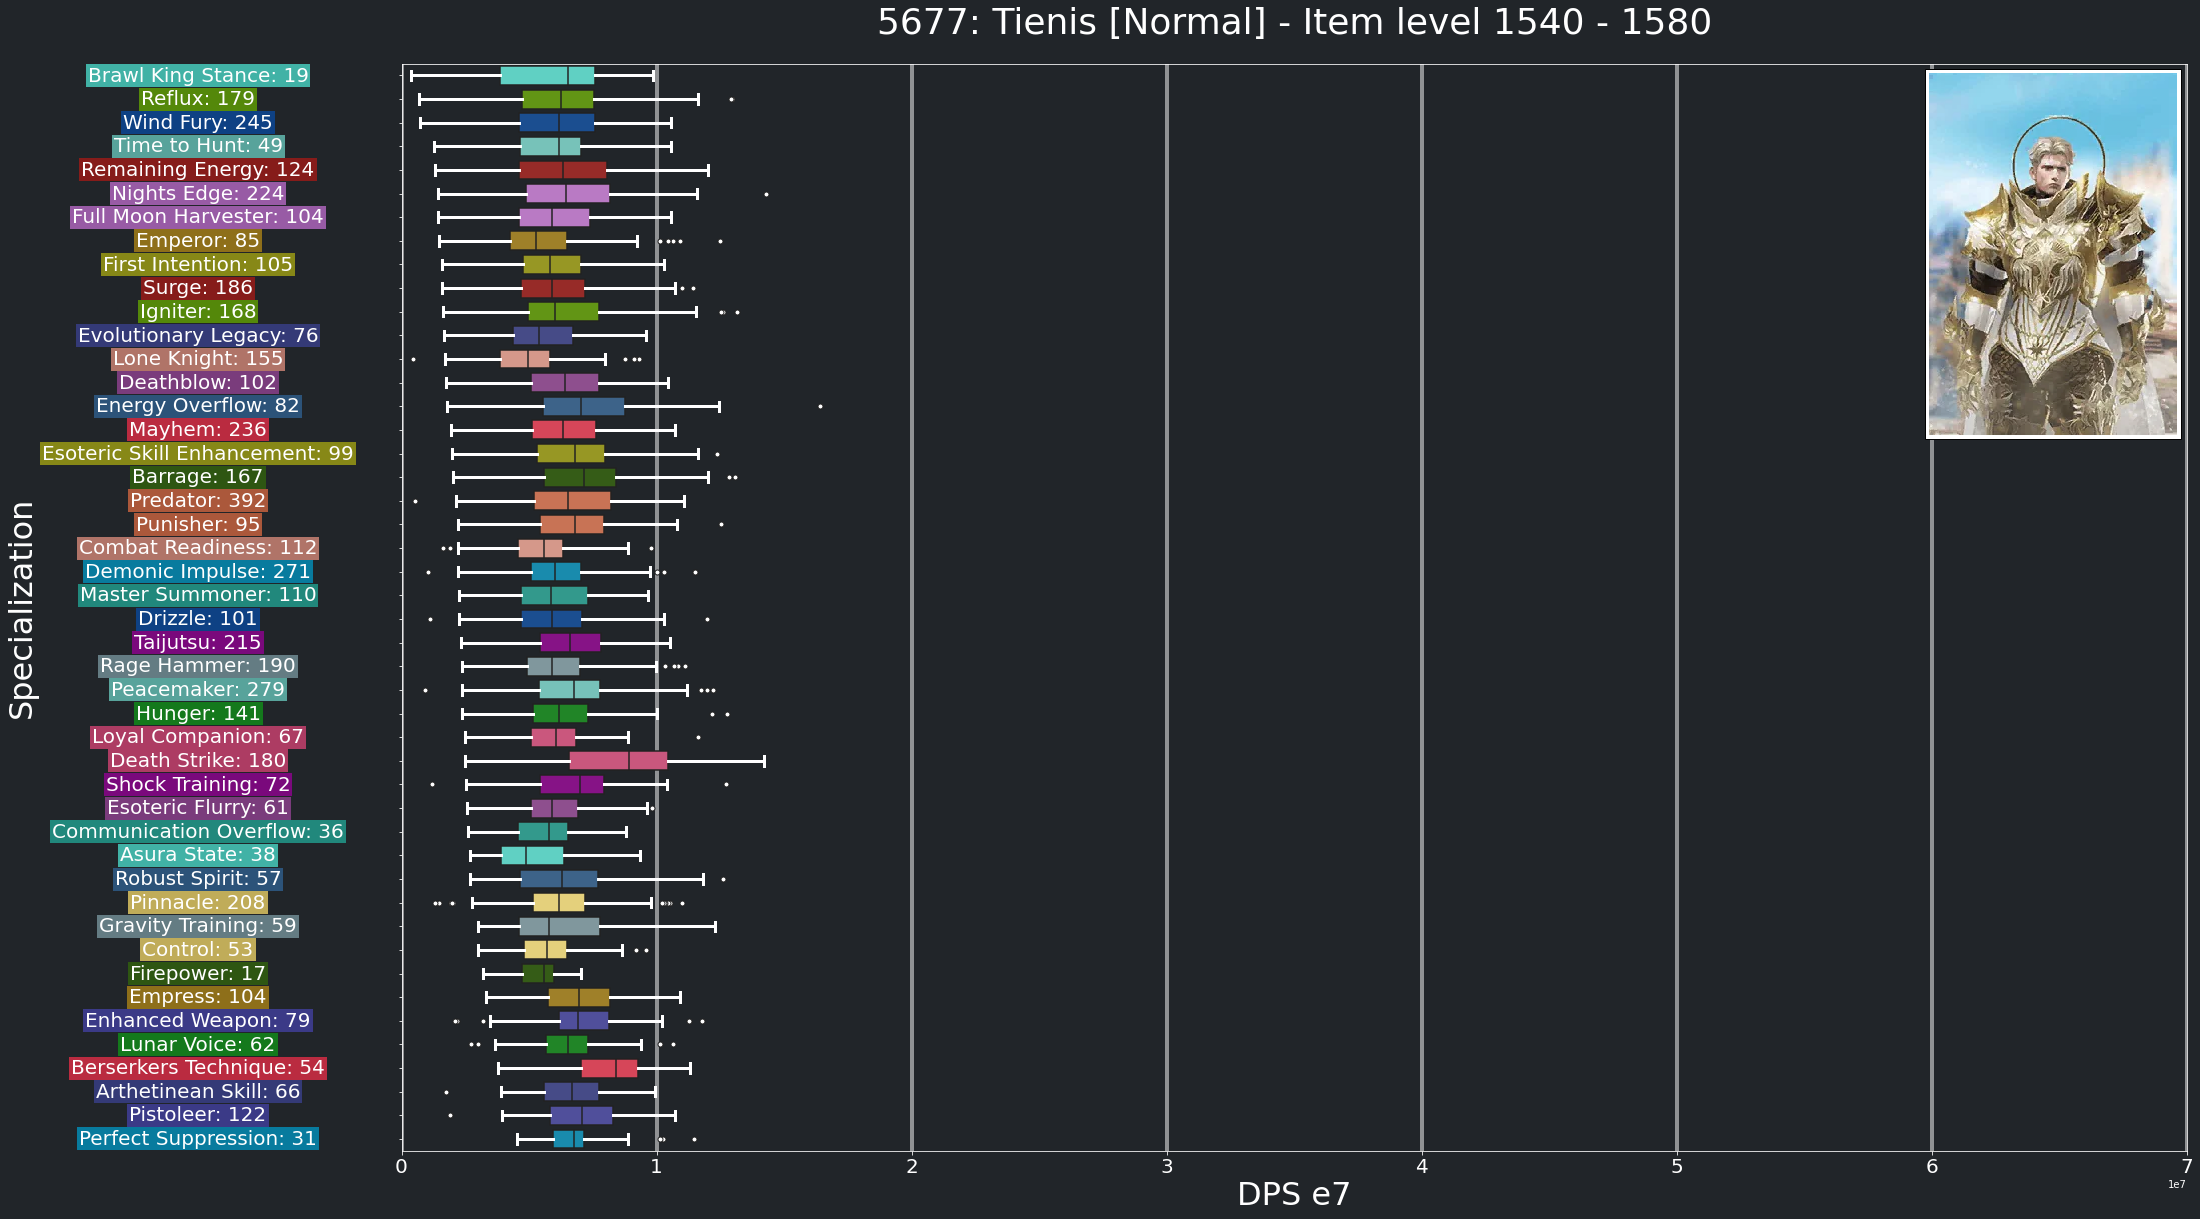 5677: Tienis [Normal] - Item level 1540 - 1580
Brawl King Stance: 19
Reflux: 179
Wind Fury: 245
Time to Hunt: 49
Remaining Energy: 124
Nights Edge: 224
Full Moon Harvester: 104
Emperor: 85
First Intention: 105
Surge: 186
Igniter: 168
Evolutionary Legacy: 76
Lone Knight: 155
Deathblow: 102
Energy Overflow: 82
Mayhem: 236
Esoteric Skill Enhancement: 99
Barrage: 167
Predator: 392
Punisher: 95
Combat Readiness: 112
Demonic Impulse: 271
Master Summoner: 110
Drizzle: 101
Taijutsu: 215
Rage Hammer: 190
Peacemaker: 279
Hunger: 141
Loyal Companion: 67
Death Strike: 180
Shock Training: 72
Esoteric Flurry: 61
Communication Overflow: 36
Asura State: 38
Robust Spirit: 57
Pinnacle: 208
Gravity Training: 59
Control: 53
Firepower: 17
Empress: 104
Enhanced Weapon: 79
Lunar Voice: 62
Berserkers Technique: 54
Arthetinean Skill: 66
Pistoleer: 122
Perfect Suppression: 31
Specialization
0 1 2 3 4 5 6 7
1e7
DPS e7